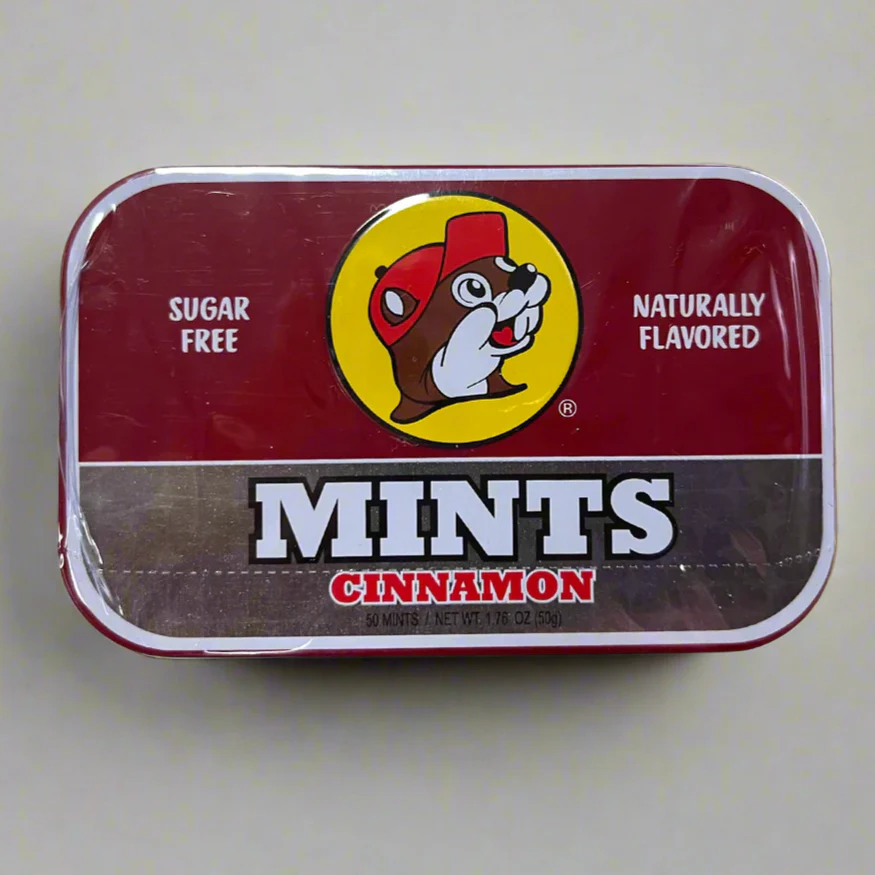 SUGAR
FREE
NATURALLY
FLAVORED
®
MINTS
CINNAMON
50 MINTS / NET WT. 1.76 OZ (50g)